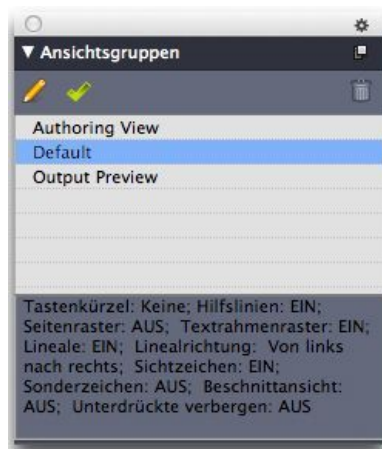 Ansichtsgruppen
Authoring View
Default
Output Preview
Tastenkürzel: Keine; Hilfslinien: EIN;
Seitenraster: AUS; Textrahmenraster: EIN;
Lineale: EIN; Linealrichtung: Von links
nach rechts; Sichtzeichen: EIN;
Sonderzeichen: AUS; Beschnittansicht:
AUS; Unterdrückte verbergen: AUS